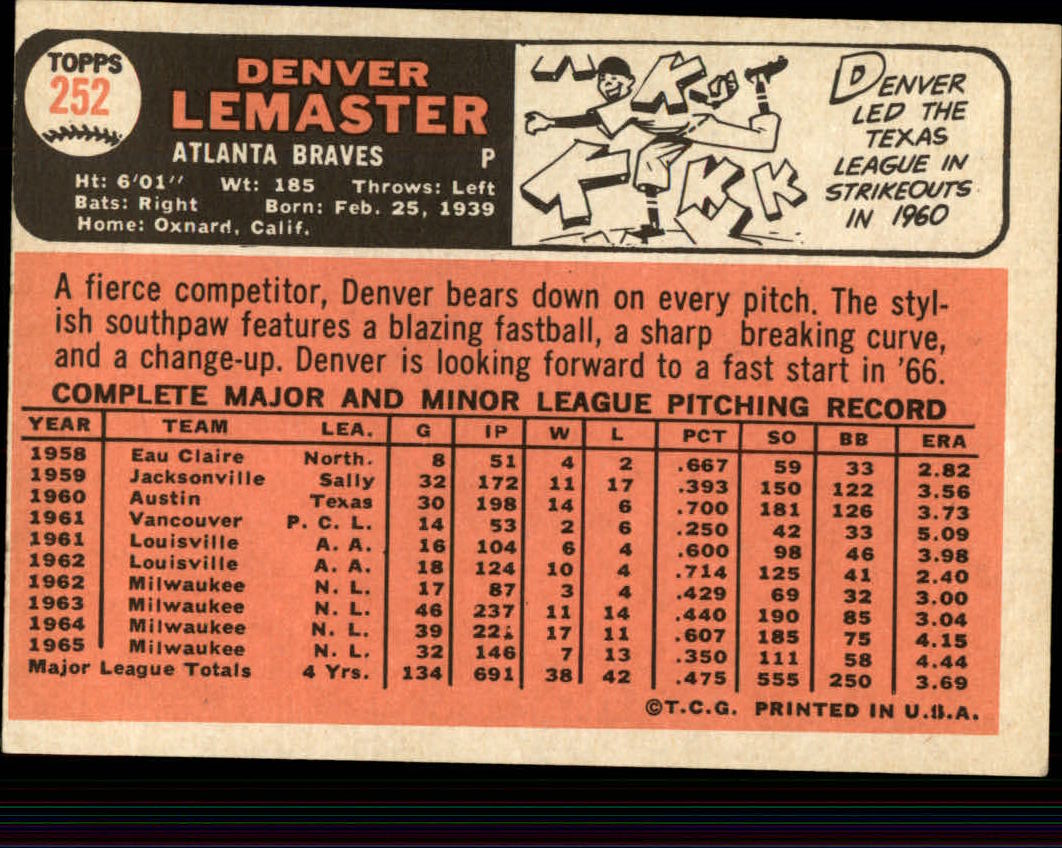 TOPPS
252
DENVER
LEMASTER
ATLANTA BRAVES P
Ht: 6'01" Wt: 185 Throws: Left
Bats: Right Born: Feb. 25, 1939
Home: Oxnard, Calif.
K
K K K
DENVER
LED THE
TEXAS
LEAGUE IN
STRIKEOUTS
IN 1960
A fierce competitor, Denver bears down on every pitch. The styl-
ish southpaw features a blazing fastball, a sharp breaking curve,
and a change-up. Denver is looking forward to a fast start in '66.
COMPLETE MAJOR AND MINOR LEAGUE PITCHING RECORD
YEAR TEAM LEA. G IP W L PCT SO BB ERA
1958 Eau Claire North. 8 51 4 2 .667 59 33 2.82
1959 Jacksonville Sally 32 172 11 17 .393 150 122 3.56
1960 Austin Texas 30 198 14 6 .700 181 126 3.73
1961 Vancouver P. C. L. 14 53 2 6 .250 42 33 5.09
1961 Louisville A. A. 16 104 6 4 .600 98 46 3.98
1962 Louisville A. A. 18 124 10 4 .714 125 41 2.40
1962 Milwaukee N. L. 17 87 3 4 .429 69 32 3.00
1963 Milwaukee N. L. 46 237 11 14 .440 190 85 3.04
1964 Milwaukee N. L. 39 17 11 .607 185 75 4.15
1965 Milwaukee N. L. 32 146 7 13 .350 111 58 4.44
Major League Totals 4 Yrs. 134 691 38 42 .475 555 250 3.69
©T.C.G. PRINTED IN U.S.A.